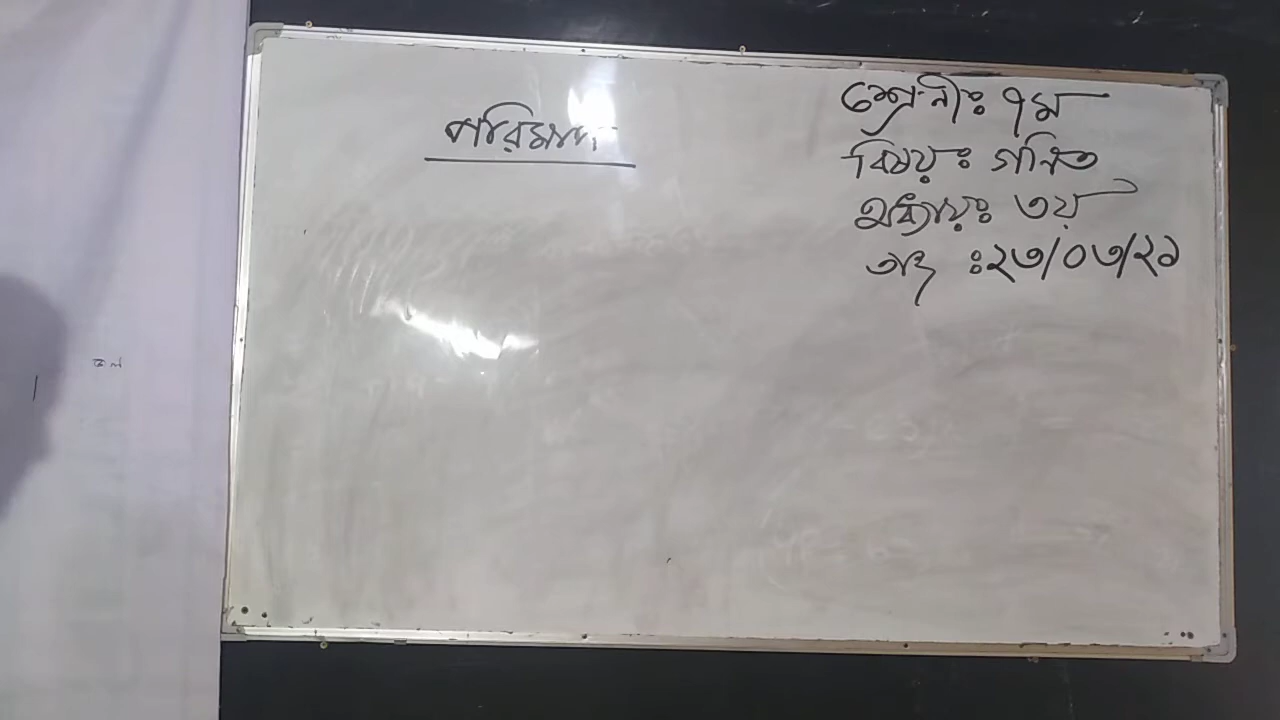 পরিমাপ
শ্রেণীঃ ৭ম
বিষয়ঃ গণিত
অধ্যায়ঃ ৩য়
তাং ঃ২৩/০৩/২১